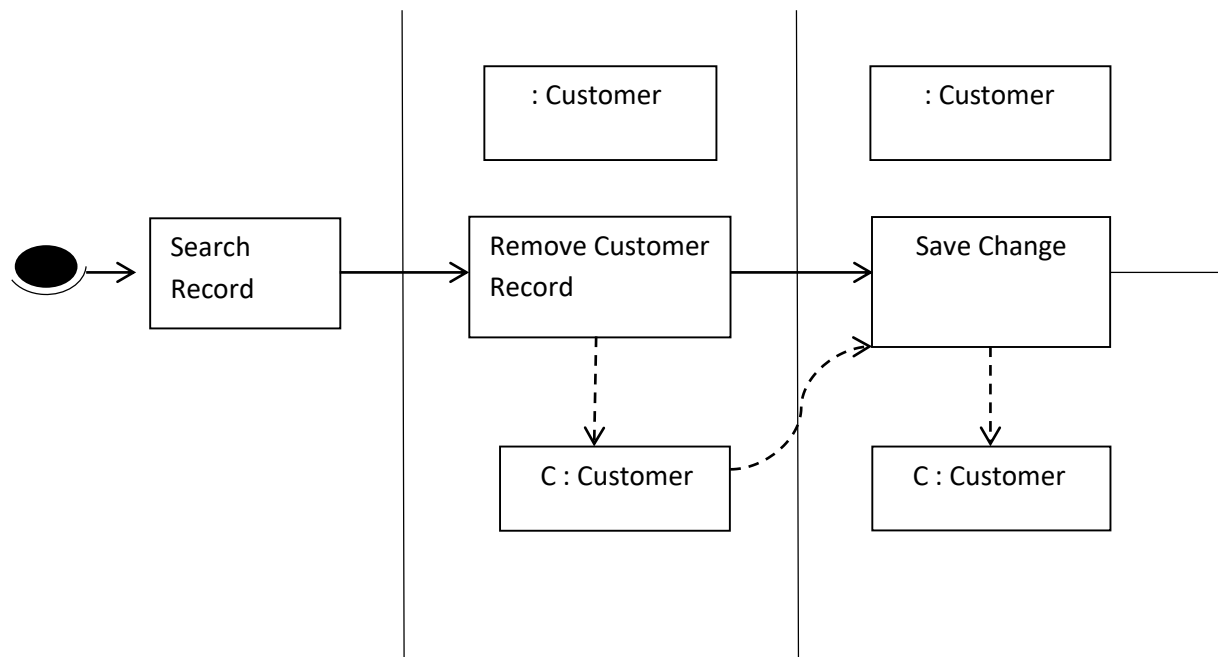 : Customer
: Customer
Search
Record
Remove Customer
Record
Save Change
C : Customer
C : Customer